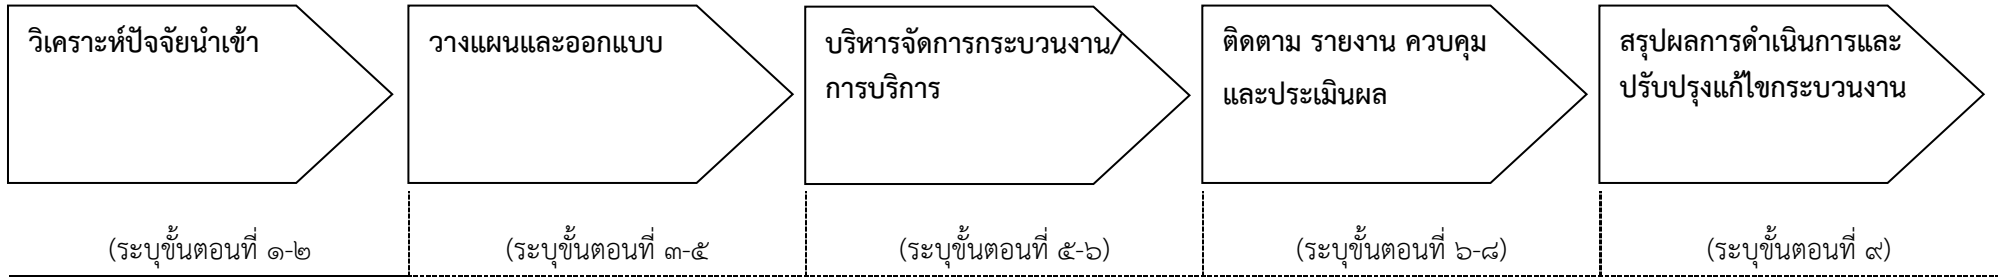 วิเคราะห์ปัจจัยนำเข้า
วางแผนและออกแบบ
บริหารจัดการกระบวนงาน/
การบริการ
ติดตาม รายงาน ควบคุม
และประเมินผล
สรุปผลการดำเนินการและ
ปรับปรุงแก้ไขกระบวนงาน
(ระบุขั้นตอนที่ ๑-๒
(ระบุขั้นตอนที่ ๓-๕
(ระบุขั้นตอนที่ ๕-๖)
(ระบุขั้นตอนที่ ๖-๘)
(ระบุขั้นตอนที่ ๙)